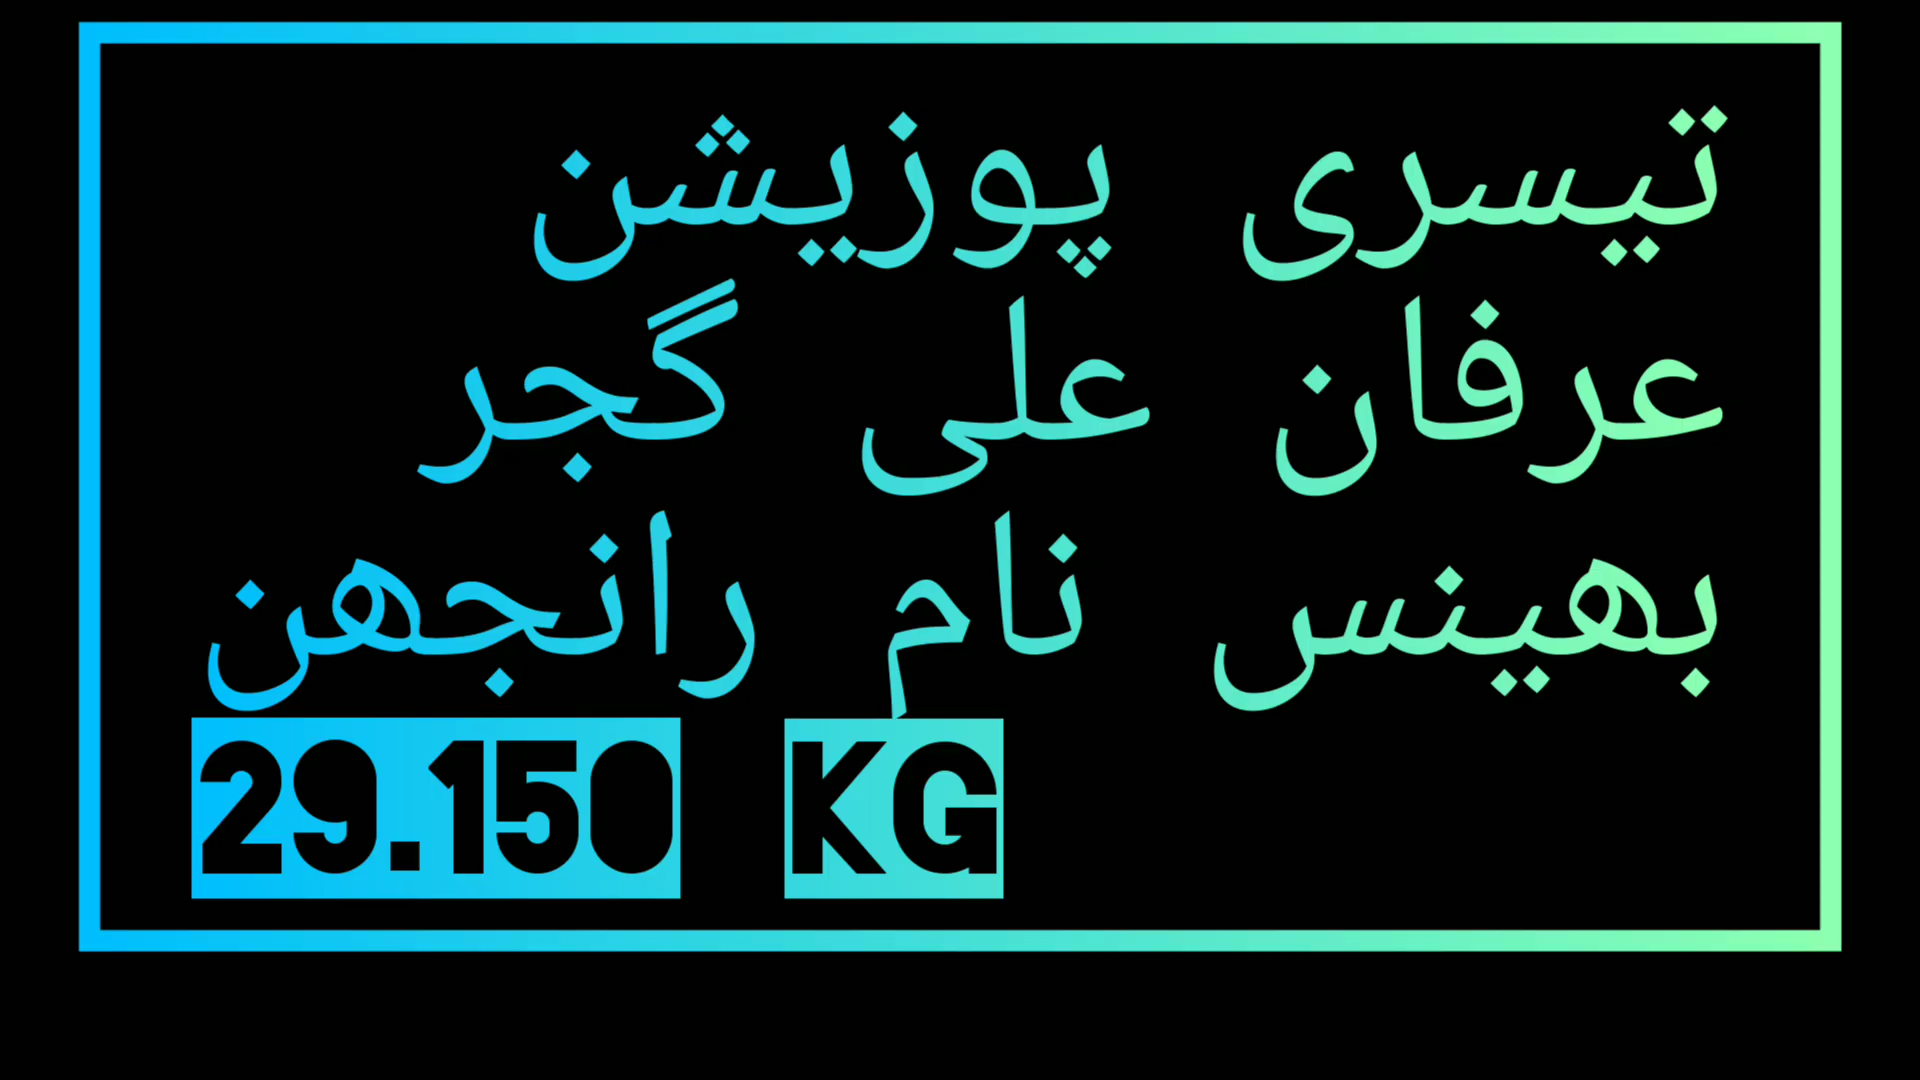 تیسری پوزیشن
عرفان علی گجر
بھینس نام رانجھن
29.150 KG